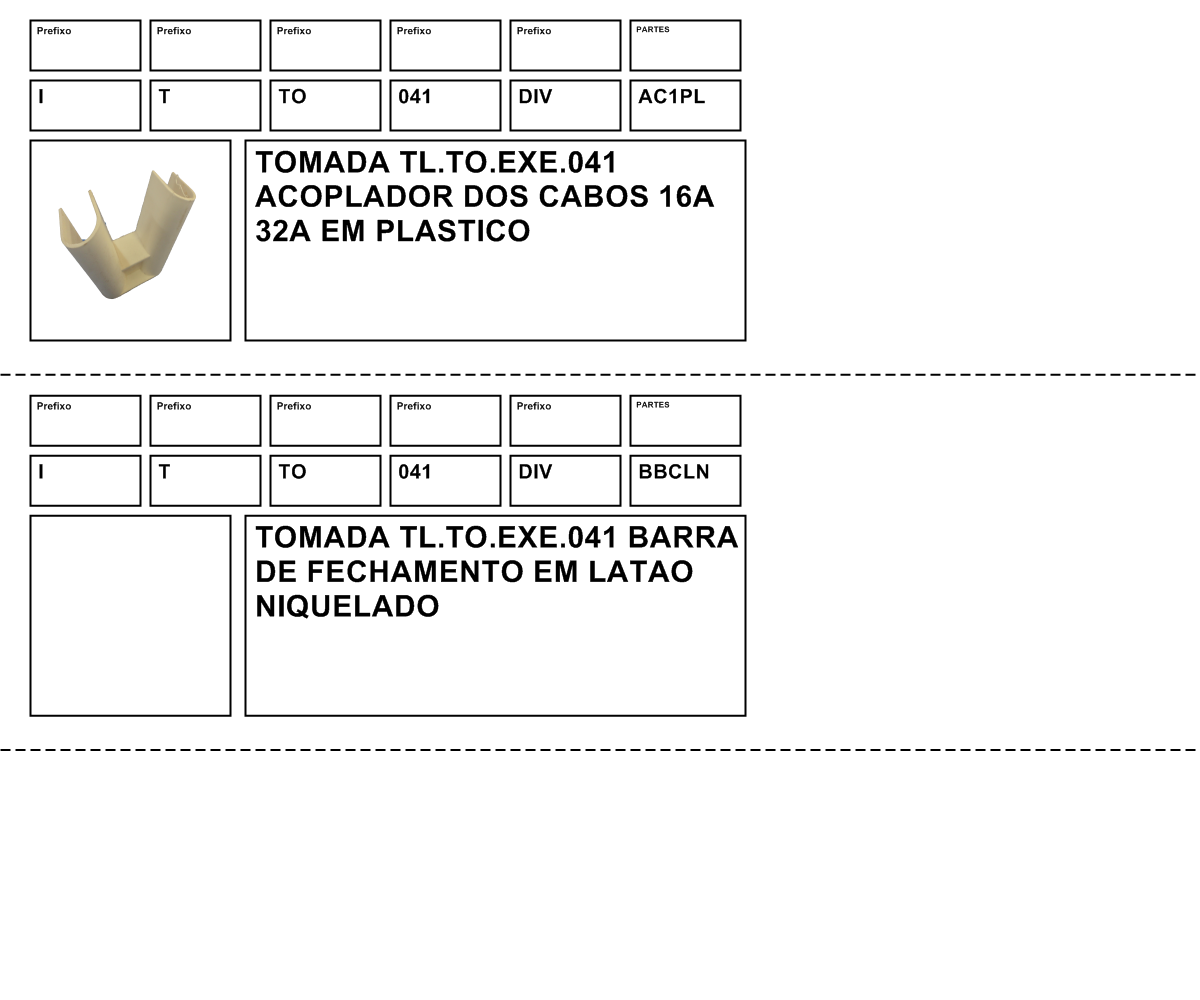 Prefixo Prefixo Prefixo Prefixo Prefixo PARTES
I T TO 041 DIV AC1PL
TOMADA TL.TO.EXE.041
ACOPLADOR DOS CABOS 16A
32A EM PLASTICO
Prefixo Prefixo Prefixo Prefixo Prefixo PARTES
I T TO 041 DIV BBCLN
TOMADA TL.TO.EXE.041 BARRA
DE FECHAMENTO EM LATAO
NIQUELADO